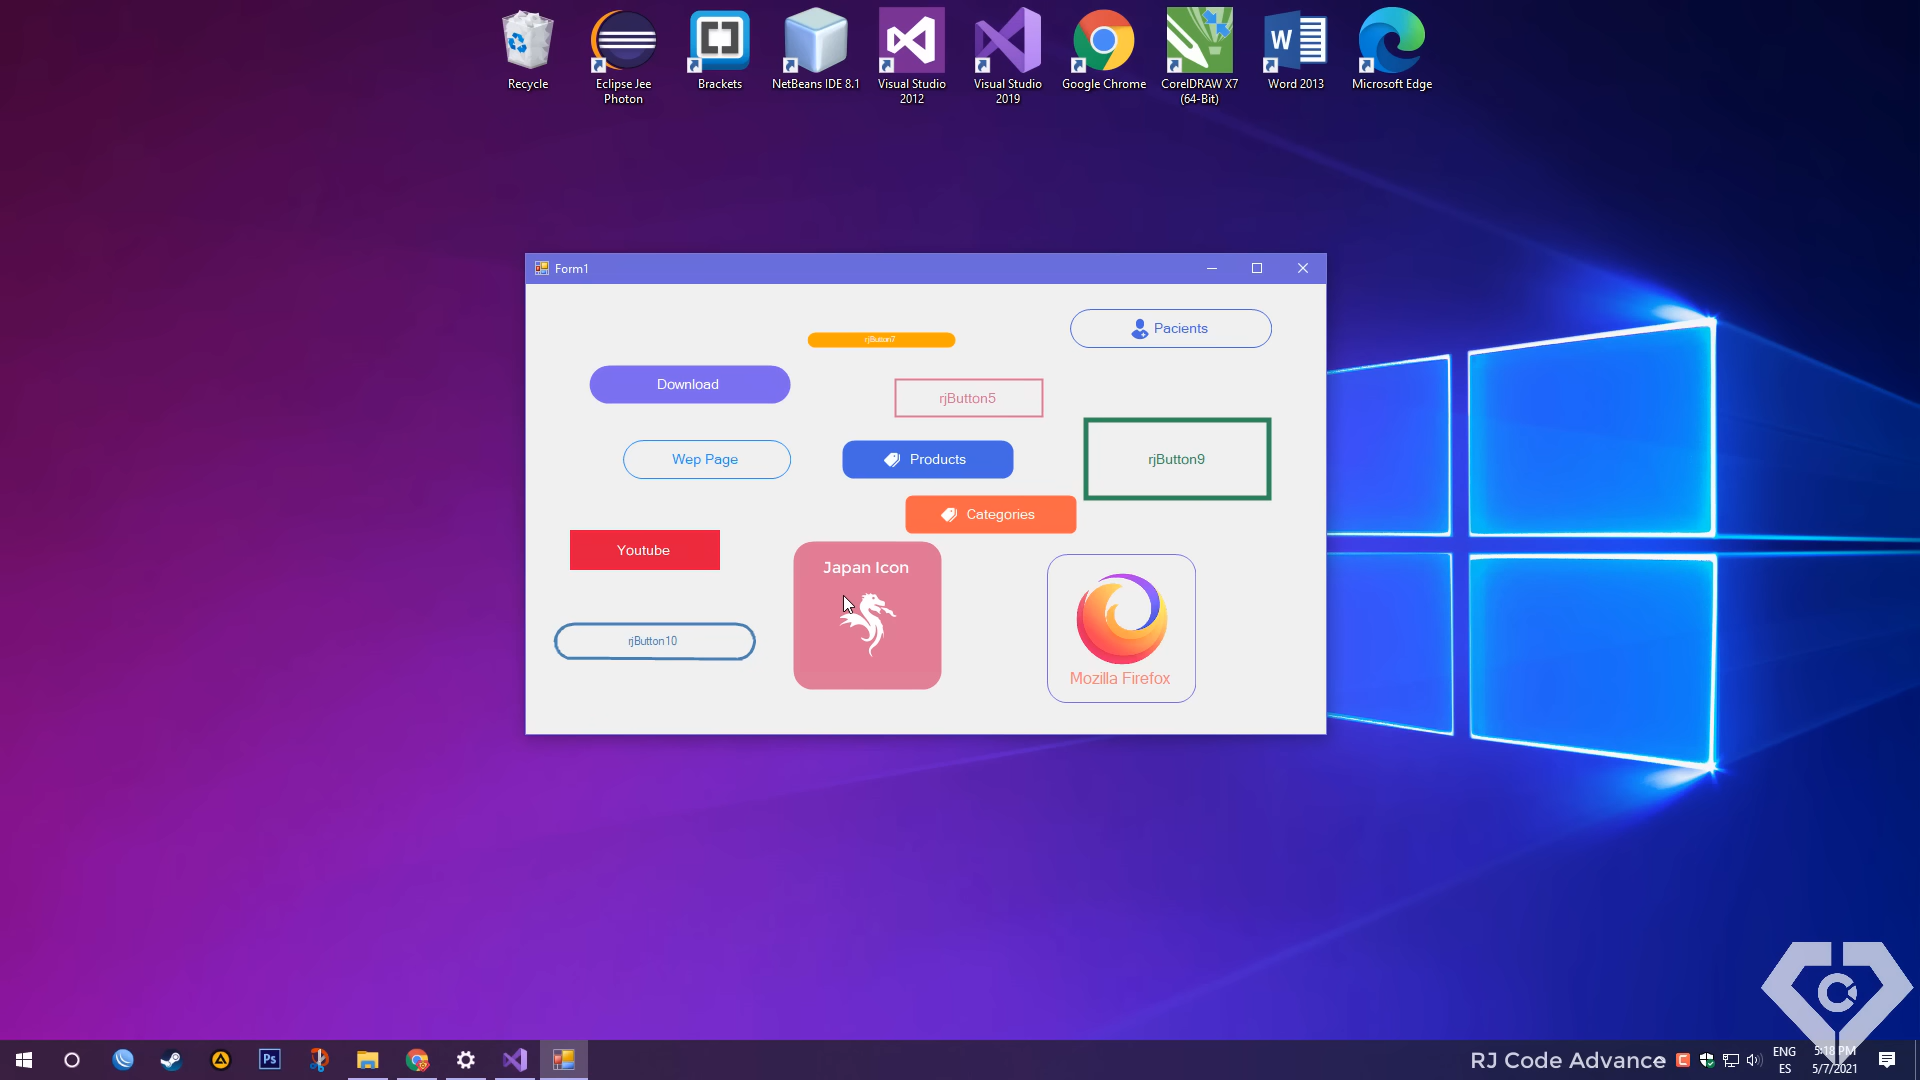 Recycle
Eclipse Jee
Photon
Brackets
NetBeans IDE 8.1
Visual Studio
2012
Visual Studio
2019
Google Chrome
CorelDRAW X7
(64-Bit)
Word 2013
Microsoft Edge
Form1
Pacients
rjButton7
Download
rjButton5
Wep Page
Products
rjButton9
Categories
Youtube
Japan Icon
rjButton10
Mozilla Firefox
Ps
RJ Code Advance
ENG
ES
5:18 PM
5/7/2021